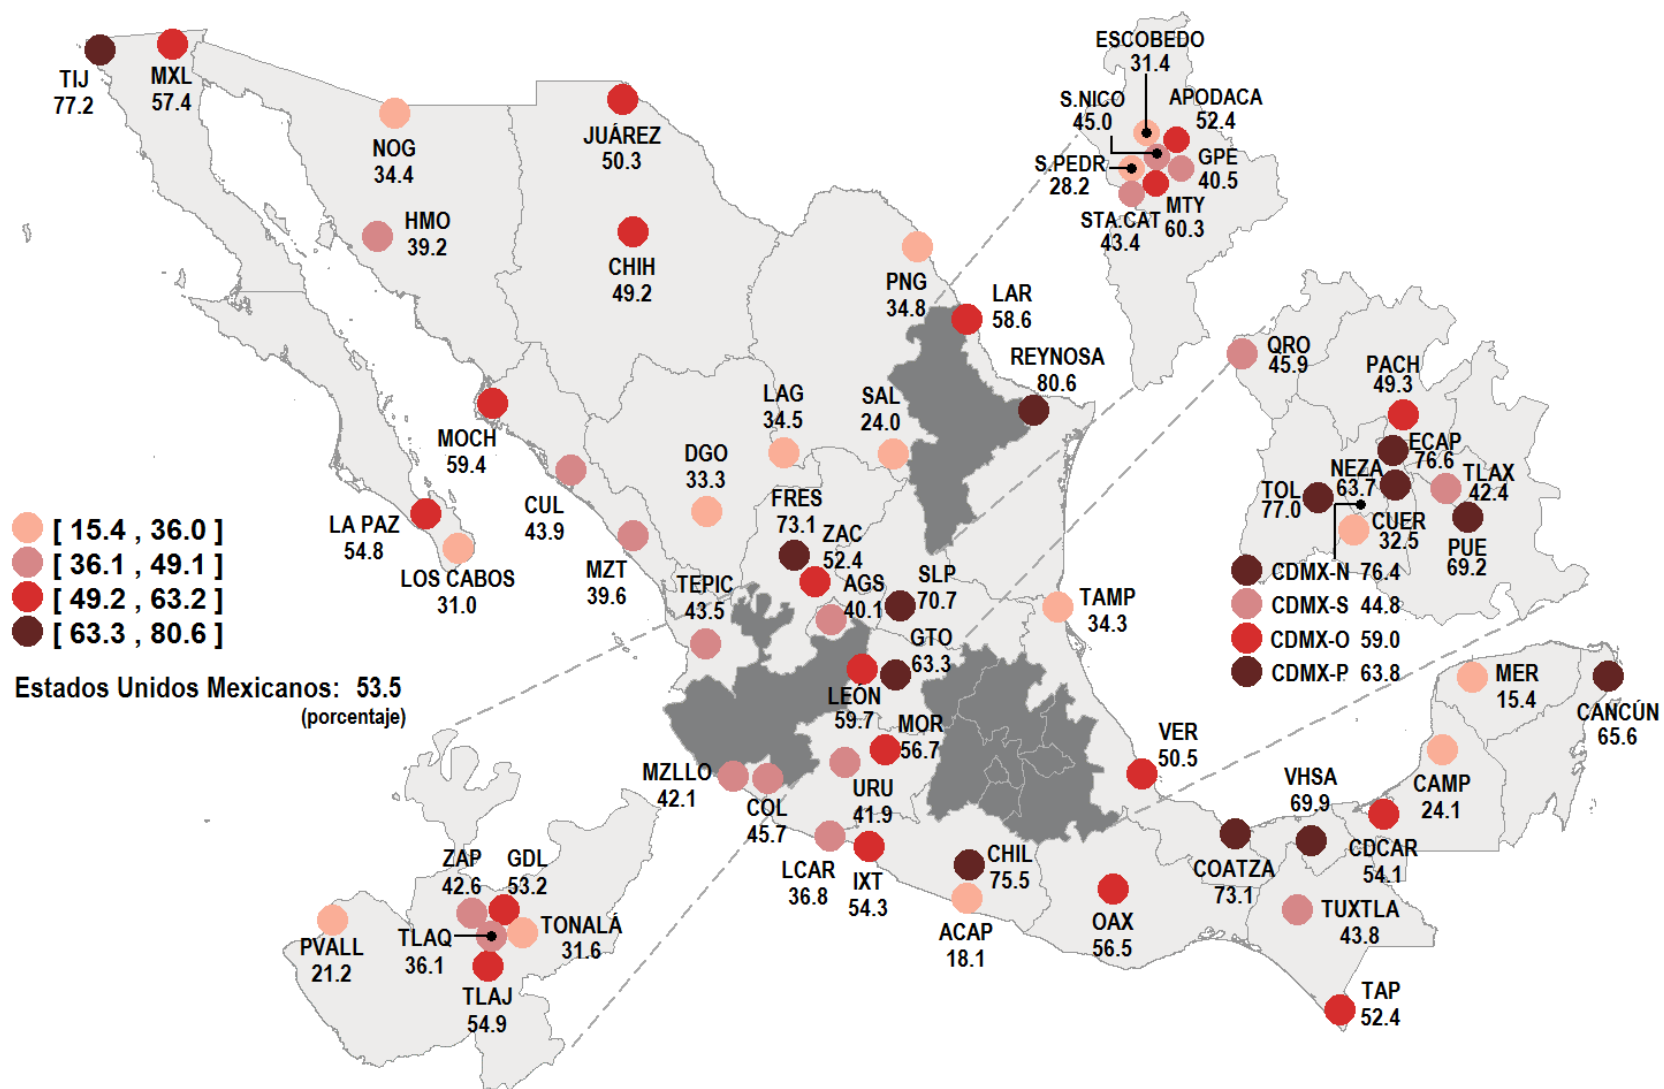 TIJ
77.2
MXL
57.4
NOG
34.4
HMO
39.2
JUÁREZ
50.3
CHIH
49.2
PNG
34.8
LAR
58.6
REYNOSA
80.6
ESCOBEDO
31.4
S.NICO
45.0
APODACA
52.4
S.PEDR
28.2
GPE
40.5
STA.CAT
43.4
MTY
60.3
MOCH
59.4
CUL
43.9
LA PAZ
54.8
LOS CABOS
31.0
MZT
39.6
DGO
33.3
LAG
34.5
SAL
24.0
FRES
73.1
ZAC
52.4
TEPIC
43.5
AGS
40.1
SLP
70.7
GTO
63.3
TAMP
34.3
LEÓN
59.7
MOR
56.7
MZLLO
42.1
COL
45.7
URU
41.9
LCAR
36.8
IXT
54.3
CHIL
75.5
ACAP
18.1
OAX
56.5
VER
50.5
COATZA
73.1
VHSA
69.9
CDCAR
54.1
TUXTLA
43.8
TAP
52.4
MER
15.4
CAMP
24.1
CANCÚN
65.6
QRO
45.9
PACH
49.3
ECAP
76.6
NEZA
63.7
TLAX
42.4
TOL
77.0
CUER
32.5
PUE
69.2
CDMX-N 76.4
CDMX-S 44.8
CDMX-O 59.0
CDMX-P 63.8
[ 15.4 , 36.0 ]
[ 36.1 , 49.1 ]
[ 49.2 , 63.2 ]
[ 63.3 , 80.6 ]
Estados Unidos Mexicanos: 53.5
(porcentaje)
ZAP
42.6
GDL
53.2
PVALL
21.2
TLAQ
36.1
TONALÁ
31.6
TLAJ
54.9